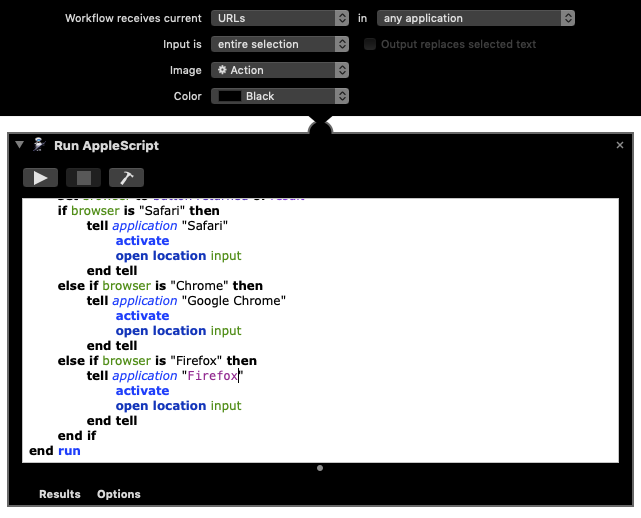 Workflow receives current URLs in any application
Input is entire selection Output replaces selected text
Image Action
Color Black
Run AppleScript
if browser is "Safari" then
tell application "Safari"
activate
open location input
end tell
else if browser is "Chrome" then
tell application "Google Chrome"
activate
open location input
end tell
else if browser is "Firefox" then
tell application "Firefox"
activate
open location input
end tell
end if
end run
Results Options